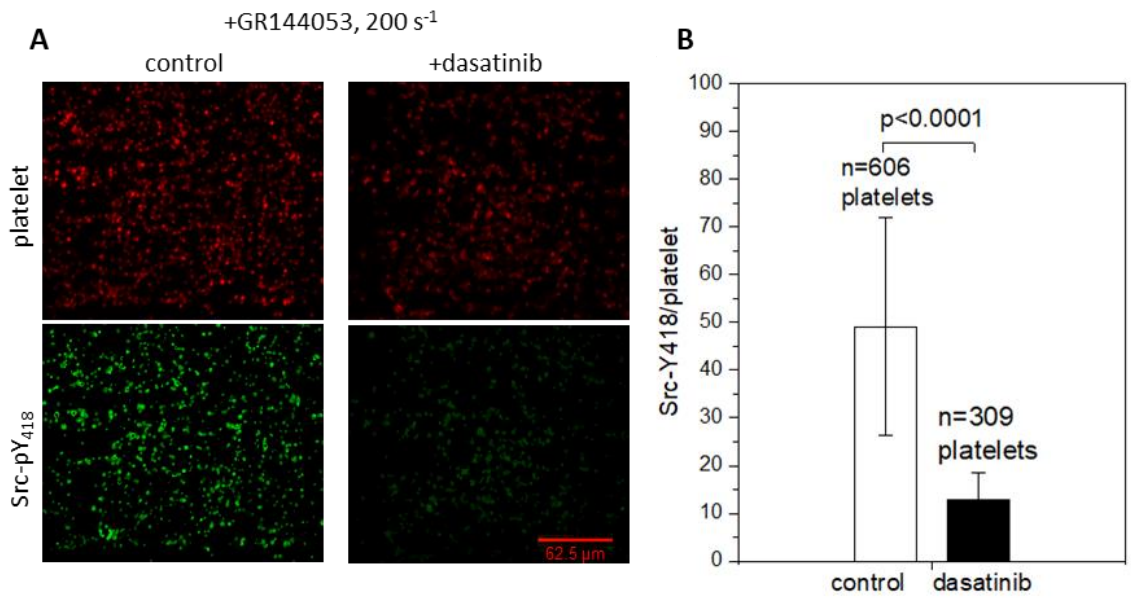 +GR144053, 200 s⁻¹
A
control
+dasatinib
platelet
Src-pY₄₁₈
62.5 µm
B
100
90
80
70
60
50
40
30
20
10
0
Src-Y418/platelet
p<0.0001
n=606
platelets
n=309
platelets
control
dasatinib